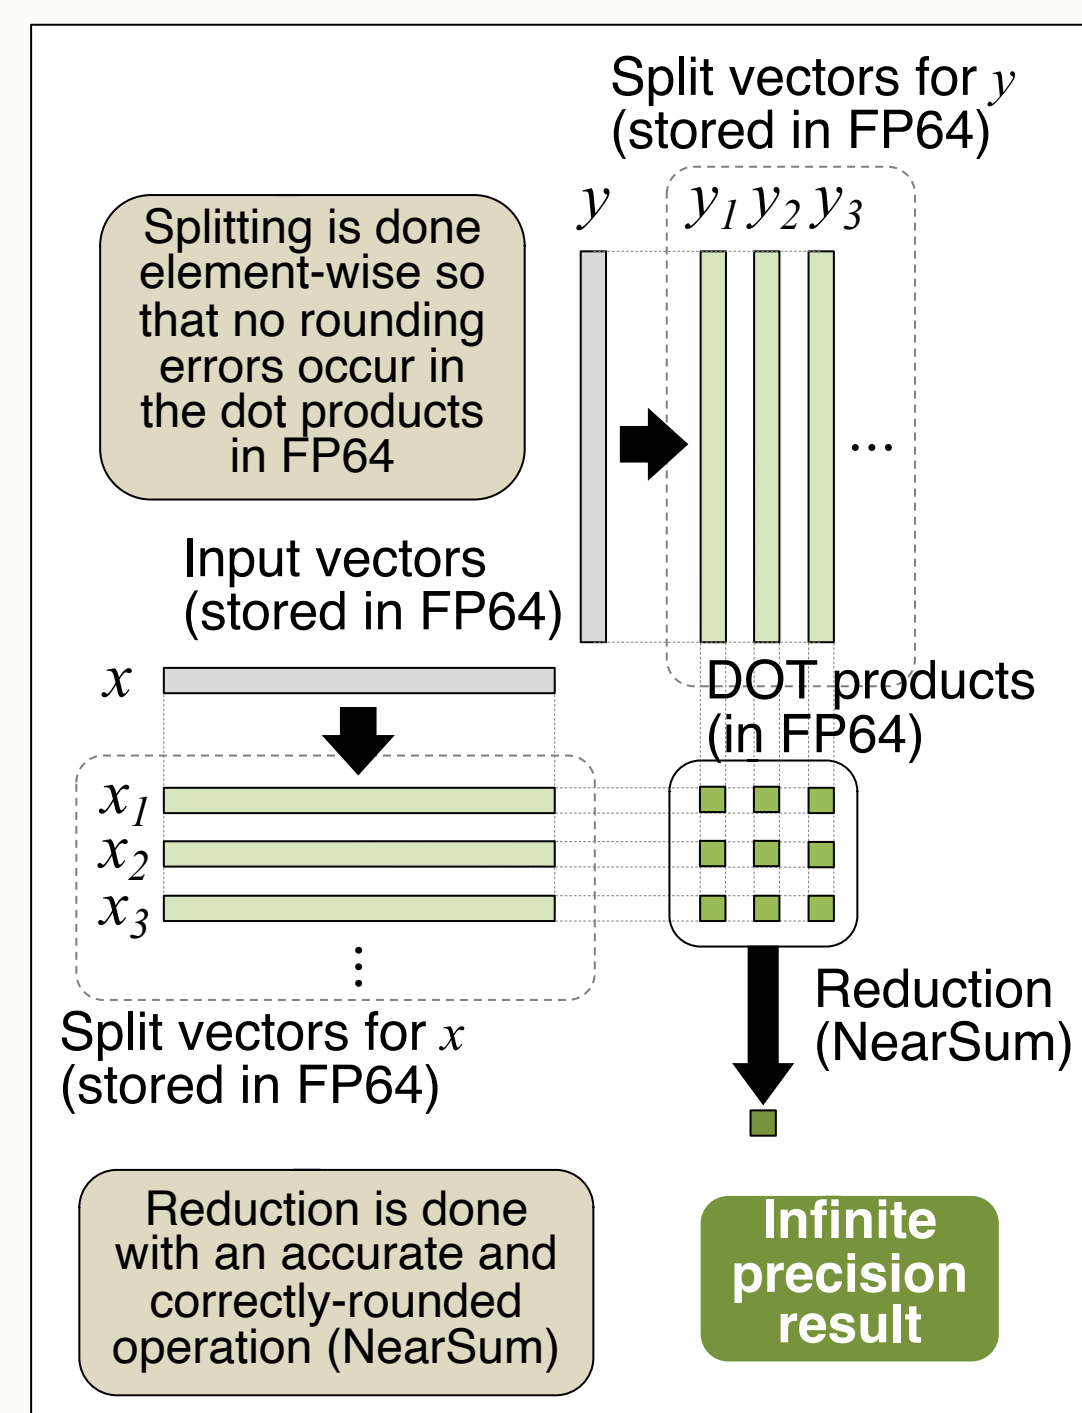 Split vectors for y
(stored in FP64)
y y1 y2 y3
Splitting is done
element-wise so
that no rounding
errors occur in
the dot products
in FP64
...
Input vectors
(stored in FP64)
x
DOT products
(in FP64)
x1
x2
x3
⋮
Split vectors for x
(stored in FP64)
Reduction
(NearSum)
Reduction is done
with an accurate and
correctly-rounded
operation (NearSum)
Infinite
precision
result